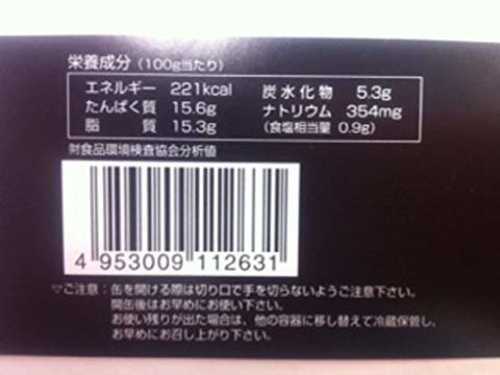 栄養成分 (100g当たり)
エネルギー 221kcal 炭水化物 5.3g
たんぱく質 15.6g ナトリウム 354mg
脂 質 15.3g (食塩相当量 0.9g)
財食品環境検査協会分析値
4 953009 112631
▽ご注意:缶を開ける際は切り口で手を切らないようご注意下さい。
開缶後はお早めにお使い下さい。
お使い残りが出た場合は、他の容器に移し替えて冷蔵保管し、
お早めにお召し上がり下さい。